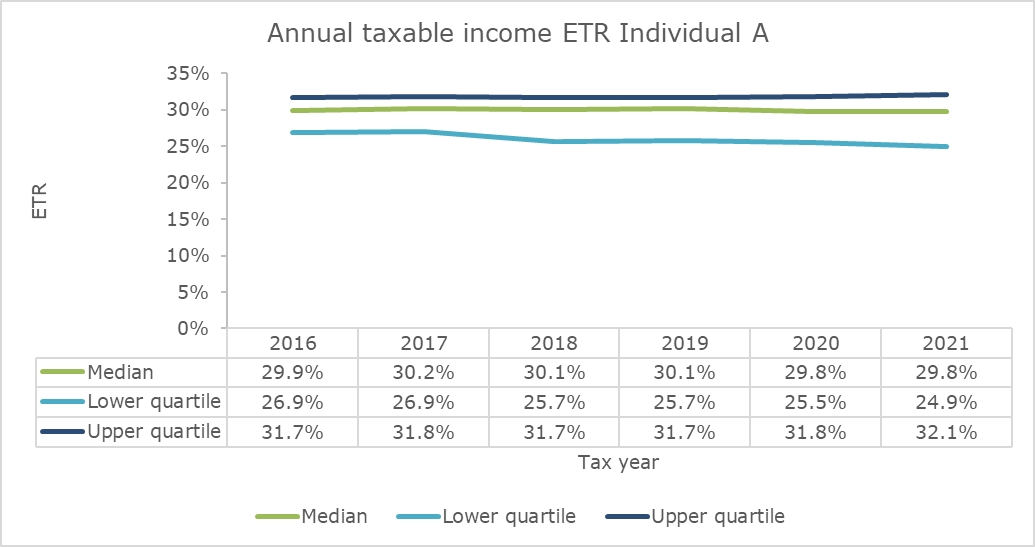 Annual taxable income ETR Individual A
35%
30%
25%
20%
15%
10%
5%
0%
ETR
2016 2017 2018 2019 2020 2021
Median 29.9% 30.2% 30.1% 30.1% 29.8% 29.8%
Lower quartile 26.9% 26.9% 25.7% 25.7% 25.5% 24.9%
Upper quartile 31.7% 31.8% 31.7% 31.7% 31.8% 32.1%
Tax year
Median Lower quartile Upper quartile